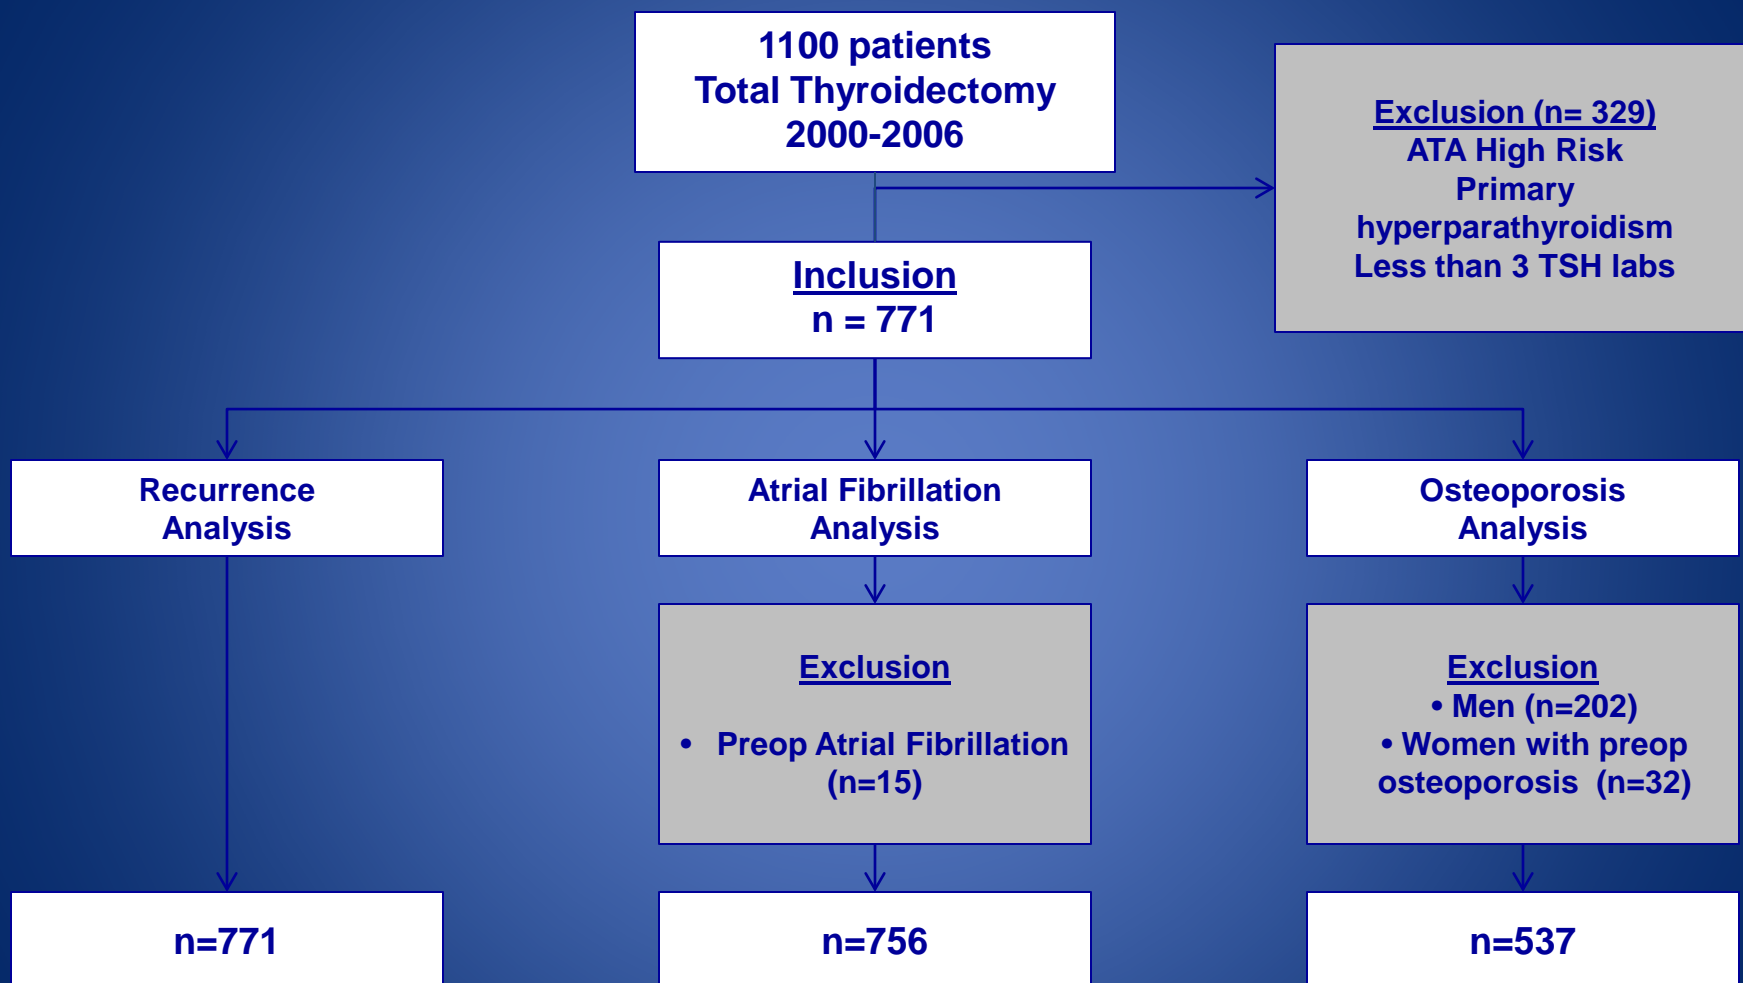 1100 patients
Total Thyroidectomy
2000-2006
Exclusion (n= 329)
ATA High Risk
Primary
hyperparathyroidism
Less than 3 TSH labs
Inclusion
n = 771
Recurrence
Analysis
Atrial Fibrillation
Analysis
Osteoporosis
Analysis
Exclusion
• Preop Atrial Fibrillation
(n=15)
Exclusion
• Men (n=202)
• Women with preop
osteoporosis (n=32)
n=771
n=756
n=537